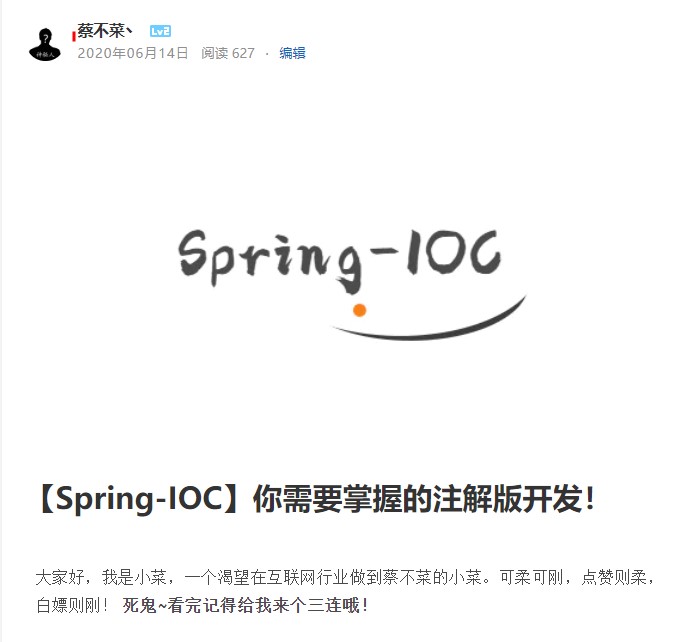 蔡不菜丶 Lv2
2020年06月14日 阅读 627 · 编辑
Spring-IOC
【Spring-IOC】你需要掌握的注解版开发！
大家好，我是小菜，一个渴望在互联网行业做到蔡不菜的小菜。可柔可刚，点赞则柔，
白嫖则刚！ 死鬼~看完记得给我来个三连哦！